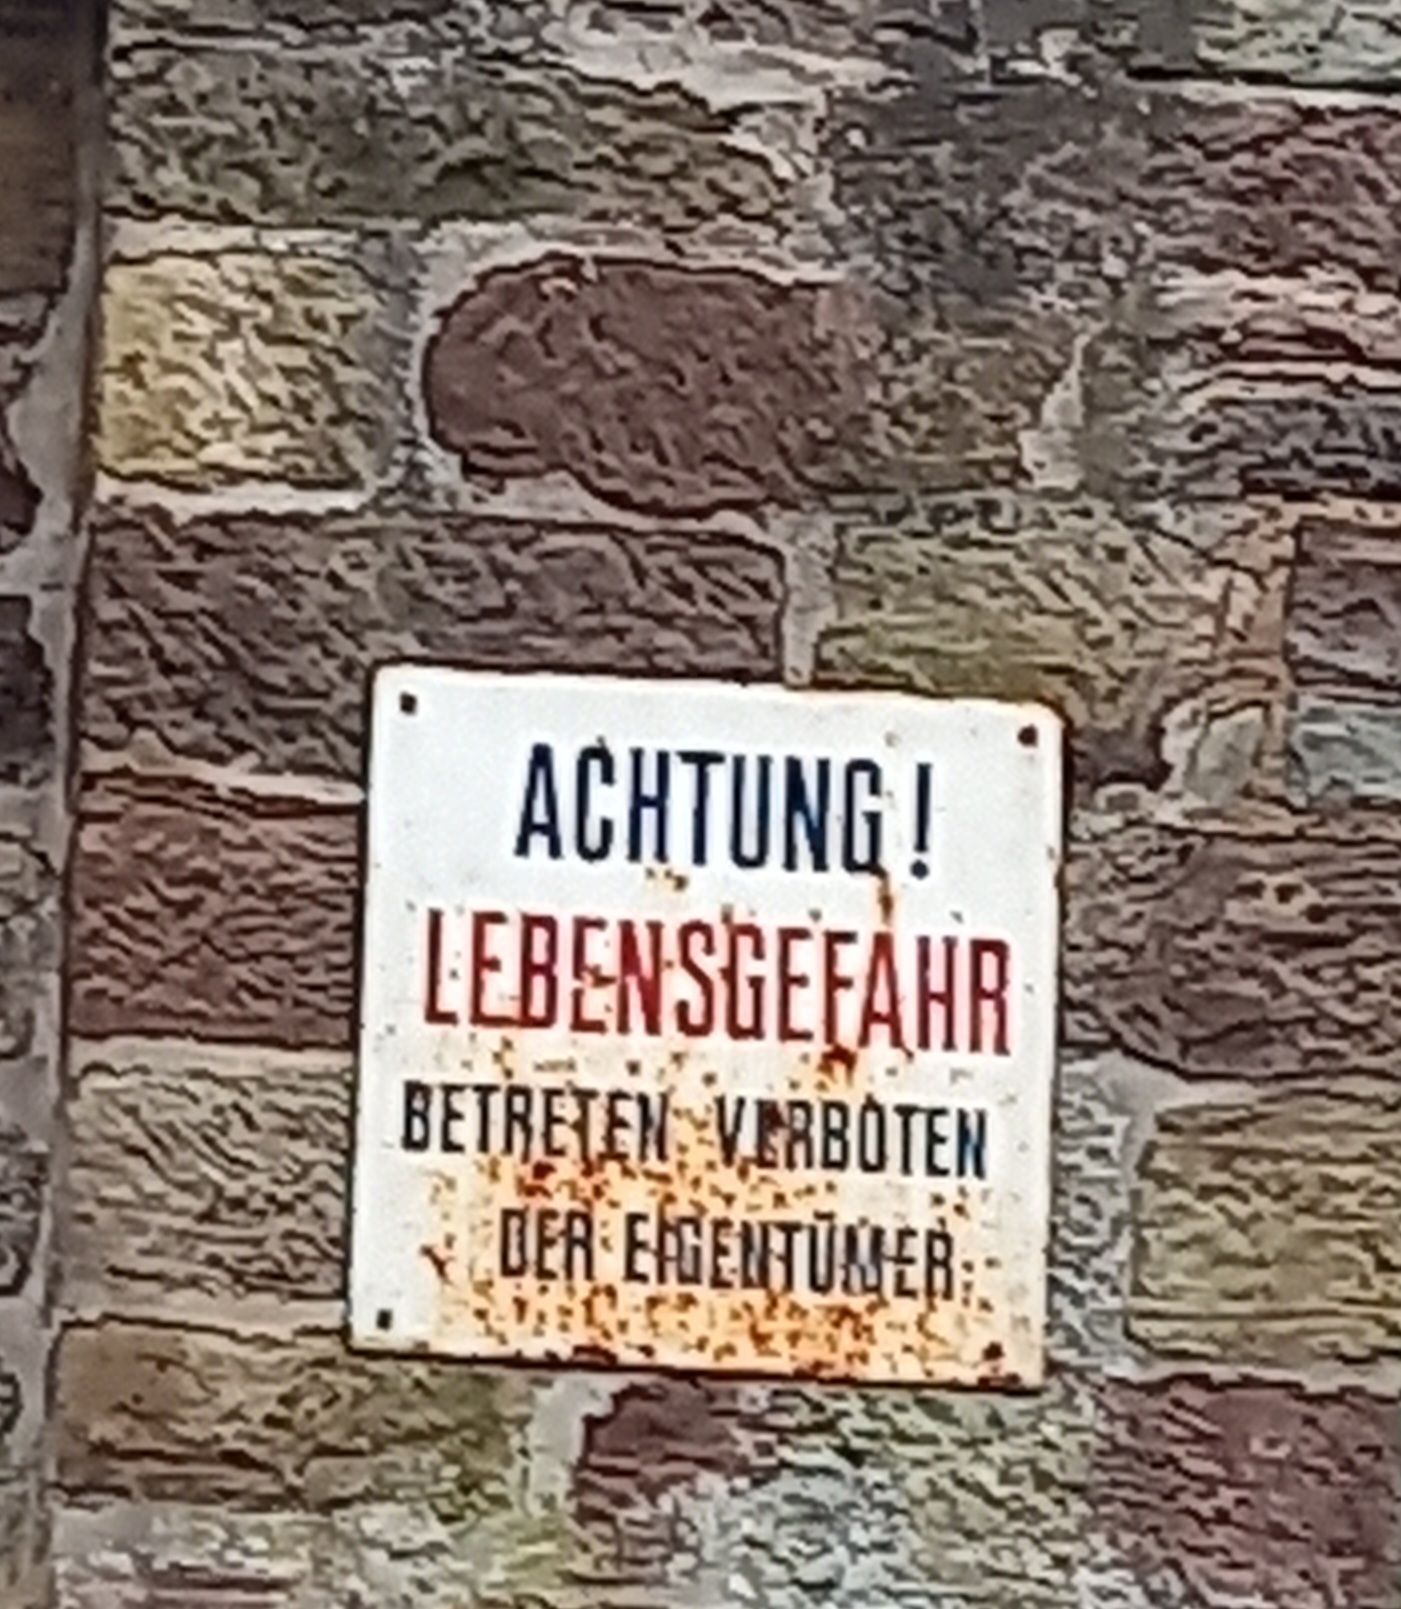 ACHTUNG!
LEBENSGEFAHR
BETRETEN VERBOTEN
DER EIGENTÜMER